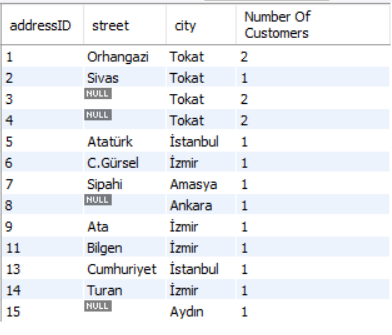 addressID street city Number Of Customers
1 Orhangazi Tokat 2
2 Sivas Tokat 1
3 NULL Tokat 2
4 NULL Tokat 2
5 Atatürk İstanbul 1
6 C.Gürsel İzmir 1
7 Sipahi Amasya 1
8 NULL Ankara 1
9 Ata İzmir 1
11 Bilgen İzmir 1
13 Cumhuriyet İstanbul 1
14 Turan İzmir 1
15 NULL Aydın 1